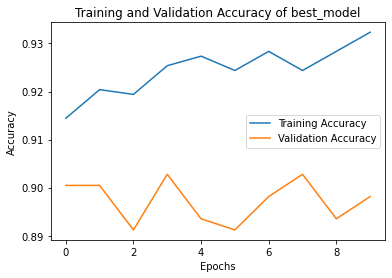 Training and Validation Accuracy of best_model
0.93
0.92
0.91
0.90
0.89
Accuracy
Training Accuracy
Validation Accuracy
0 2 4 6 8
Epochs